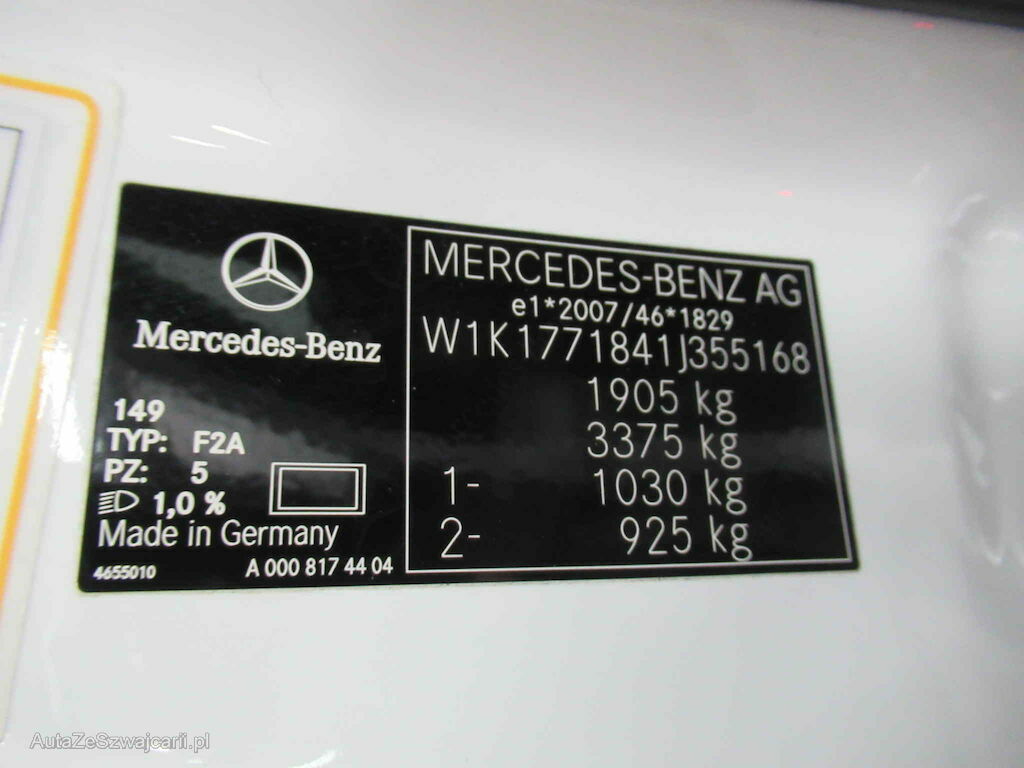 Mercedes-Benz
149
TYP: F2A
PZ: 5
1,0 %
Made in Germany
4655010 A 000 817 44 04
MERCEDES-BENZ AG
e1*2007/46*1829
W1K1771841J355168
1905 kg
3375 kg
1- 1030 kg
2- 925 kg
AutaZeSzwajcarii.pl